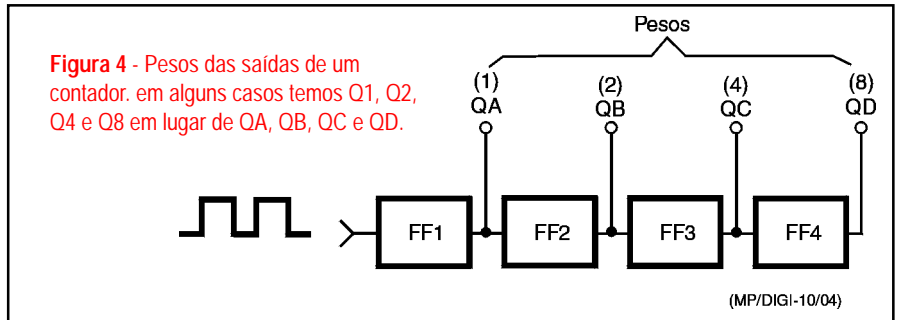 Pesos
Figura 4 - Pesos das saídas de um
contador. em alguns casos temos Q1, Q2,
Q4 e Q8 em lugar de QA, QB, QC e QD.
(1) (2) (4) (8)
QA QB QC QD
FF1 FF2 FF3 FF4
(MP/DIGI-10/04)